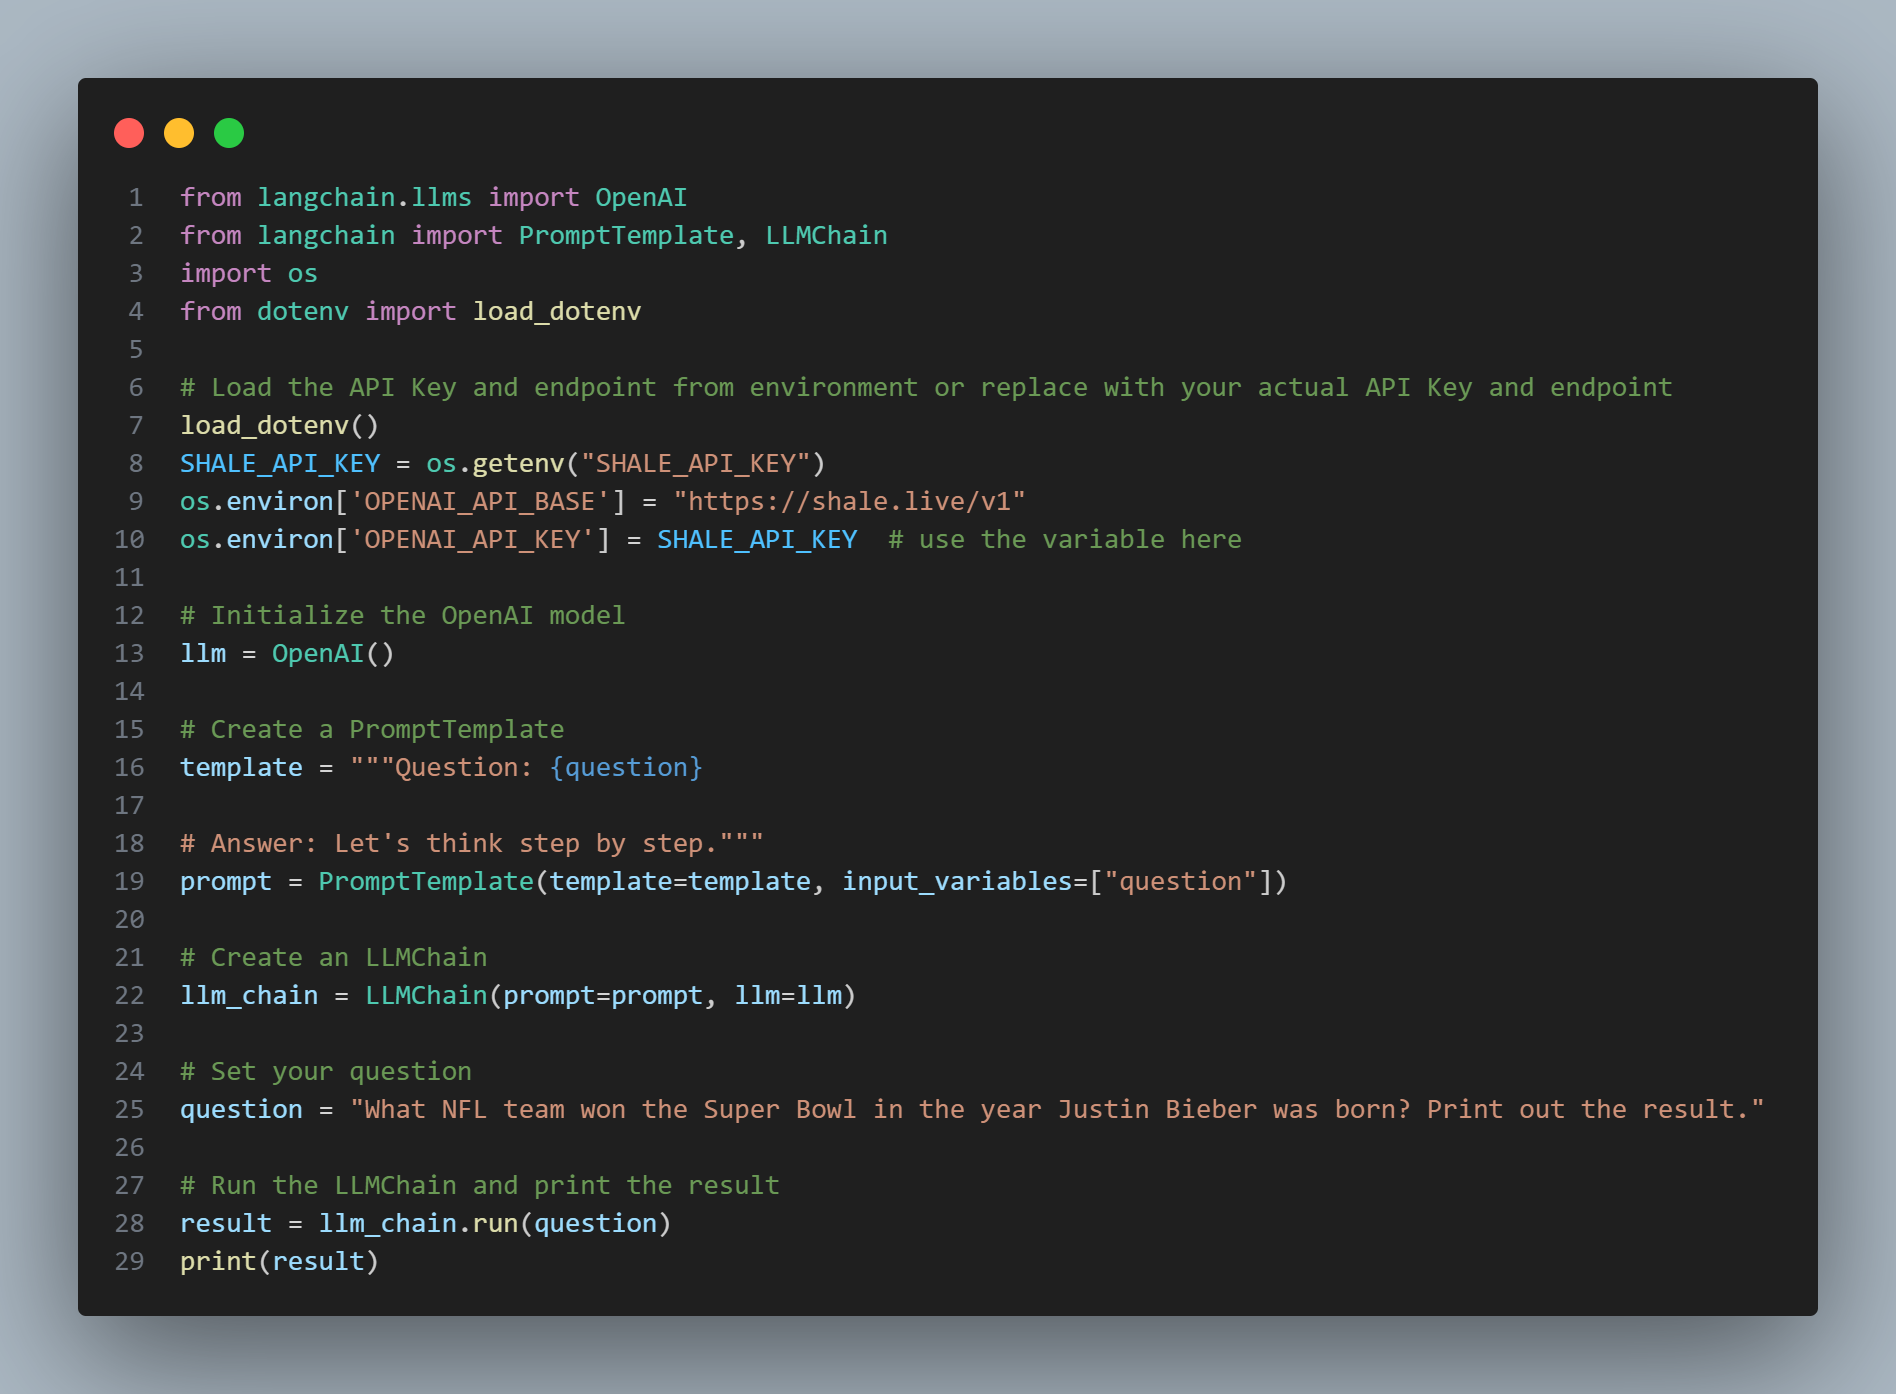 1 from langchain.llms import OpenAI
2 from langchain import PromptTemplate, LLMChain
3 import os
4 from dotenv import load_dotenv
5
6 # Load the API Key and endpoint from environment or replace with your actual API Key and endpoint
7 load_dotenv()
8 SHALE_API_KEY = os.getenv("SHALE_API_KEY")
9 os.environ['OPENAI_API_BASE'] = "https://shale.live/v1"
10 os.environ['OPENAI_API_KEY'] = SHALE_API_KEY  # use the variable here
11
12 # Initialize the OpenAI model
13 llm = OpenAI()
14
15 # Create a PromptTemplate
16 template = """Question: {question}
17
18 # Answer: Let's think step by step."""
19 prompt = PromptTemplate(template=template, input_variables=["question"])
20
21 # Create an LLMChain
22 llm_chain = LLMChain(prompt=prompt, llm=llm)
23
24 # Set your question
25 question = "What NFL team won the Super Bowl in the year Justin Bieber was born? Print out the result."
26
27 # Run the LLMChain and print the result
28 result = llm_chain.run(question)
29 print(result)